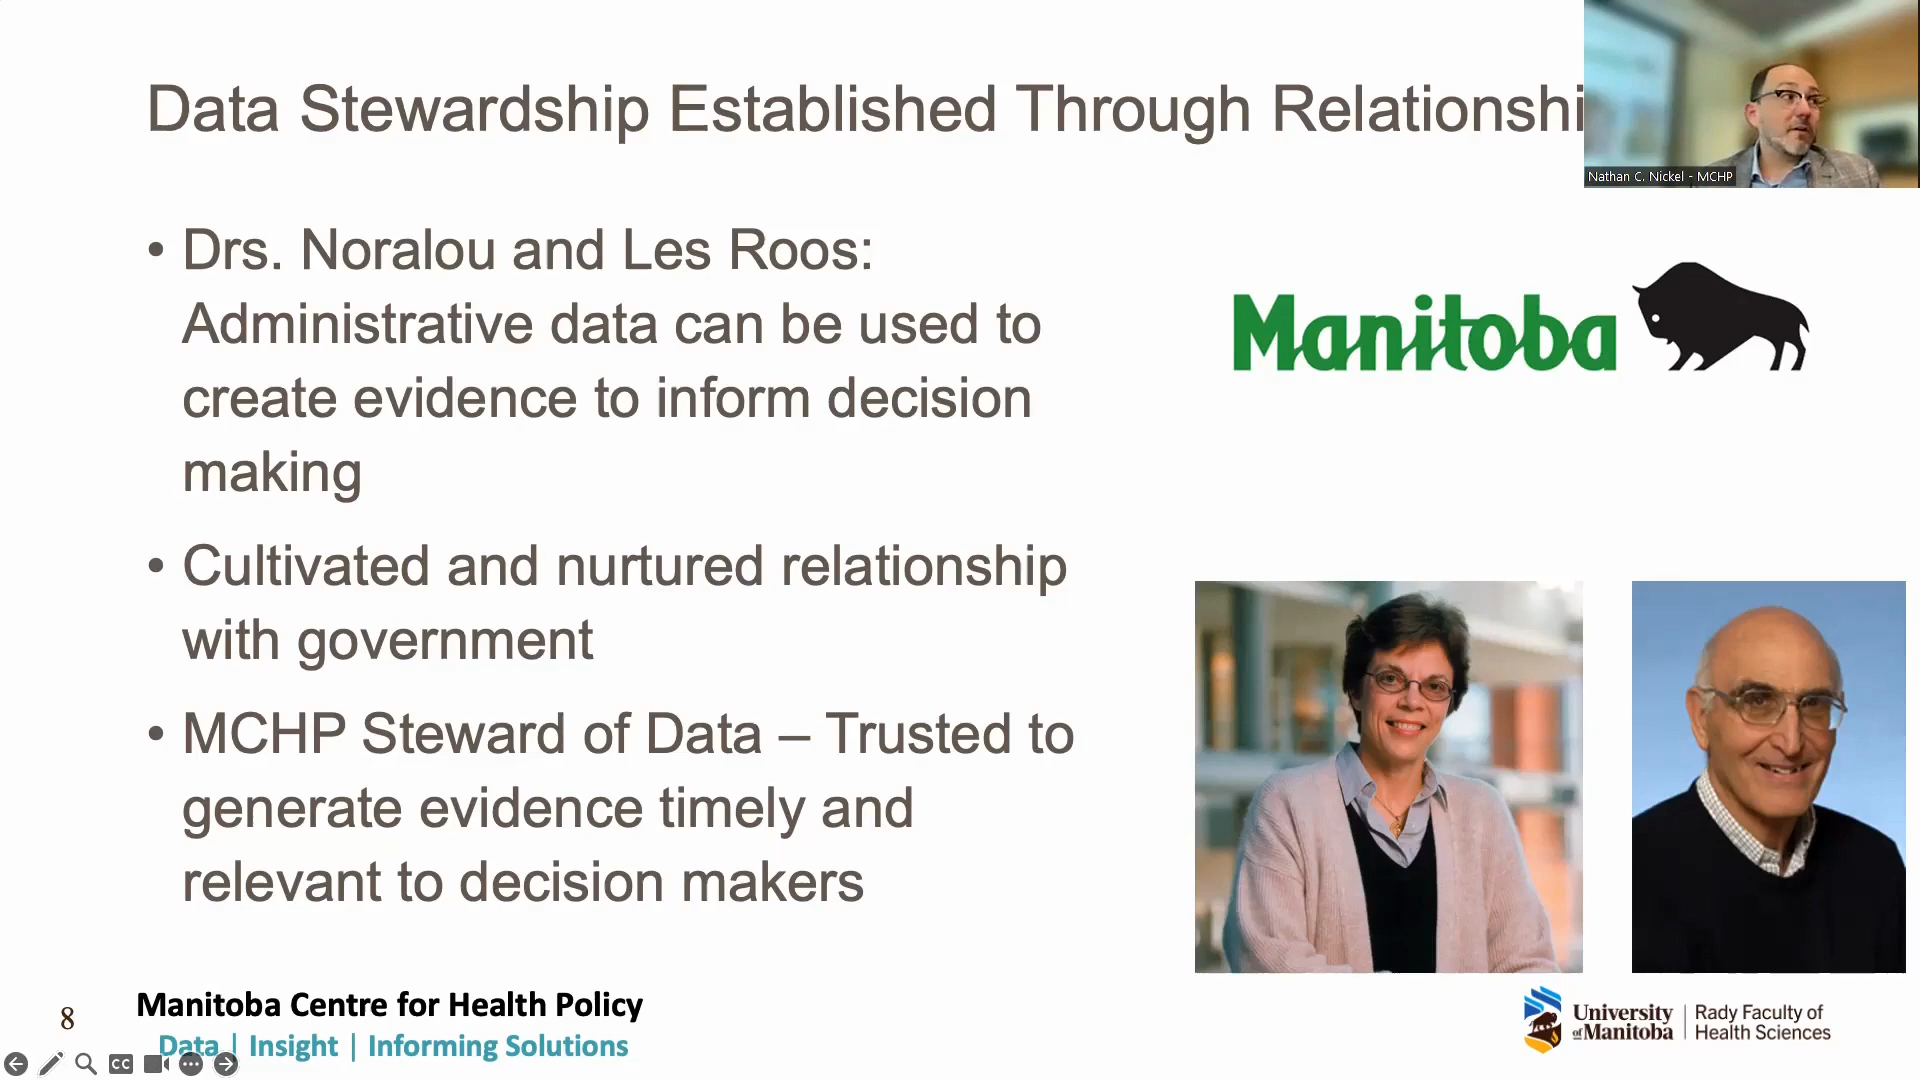 Data Stewardship Established Through Relationshi
Nathan C. Nickel - MCHP
• Drs. Noralou and Les Roos:
Administrative data can be used to
create evidence to inform decision
making
Manitoba
• Cultivated and nurtured relationship
with government
• MCHP Steward of Data – Trusted to
generate evidence timely and
relevant to decision makers
8
Manitoba Centre for Health Policy
Data | Insight | Informing Solutions
CC
University
of Manitoba
Rady Faculty of
Health Sciences